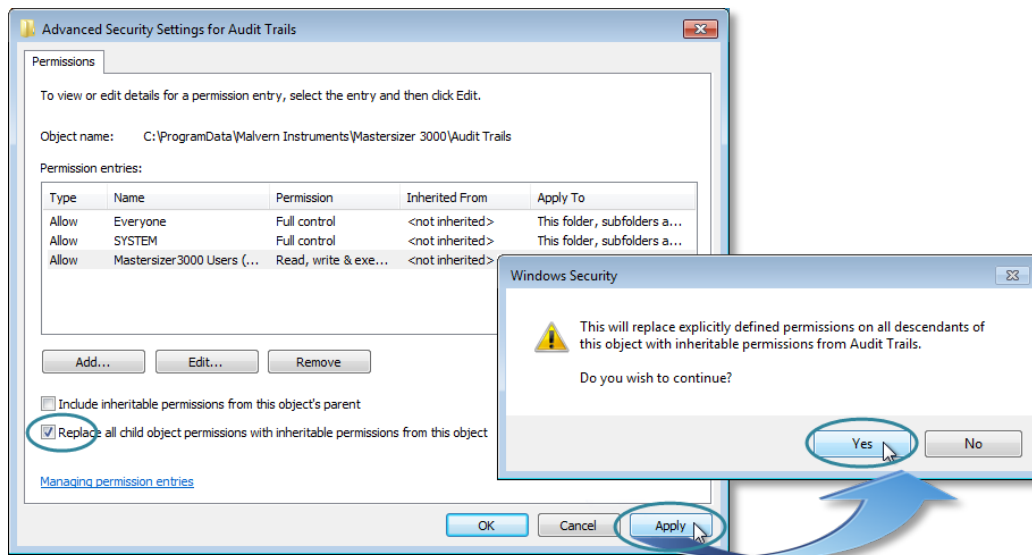 Advanced Security Settings for Audit Trails
Permissions
To view or edit details for a permission entry, select the entry and then click Edit.
Object name: C:\ProgramData\Malvern Instruments\Mastersizer 3000\Audit Trails
Permission entries:
Type Name Permission Inherited From Apply To
Allow Everyone Full control <not inherited> This folder, subfolders a...
Allow SYSTEM Full control <not inherited> This folder, subfolders a...
Allow Mastersizer3000 Users (... Read, write & exe... <not inherited>
Add... Edit... Remove
Include inheritable permissions from this object's parent
Replace all child object permissions with inheritable permissions from this object
Managing permission entries
OK Cancel Apply
Windows Security
This will replace explicitly defined permissions on all descendants of
this object with inheritable permissions from Audit Trails.
Do you wish to continue?
Yes No